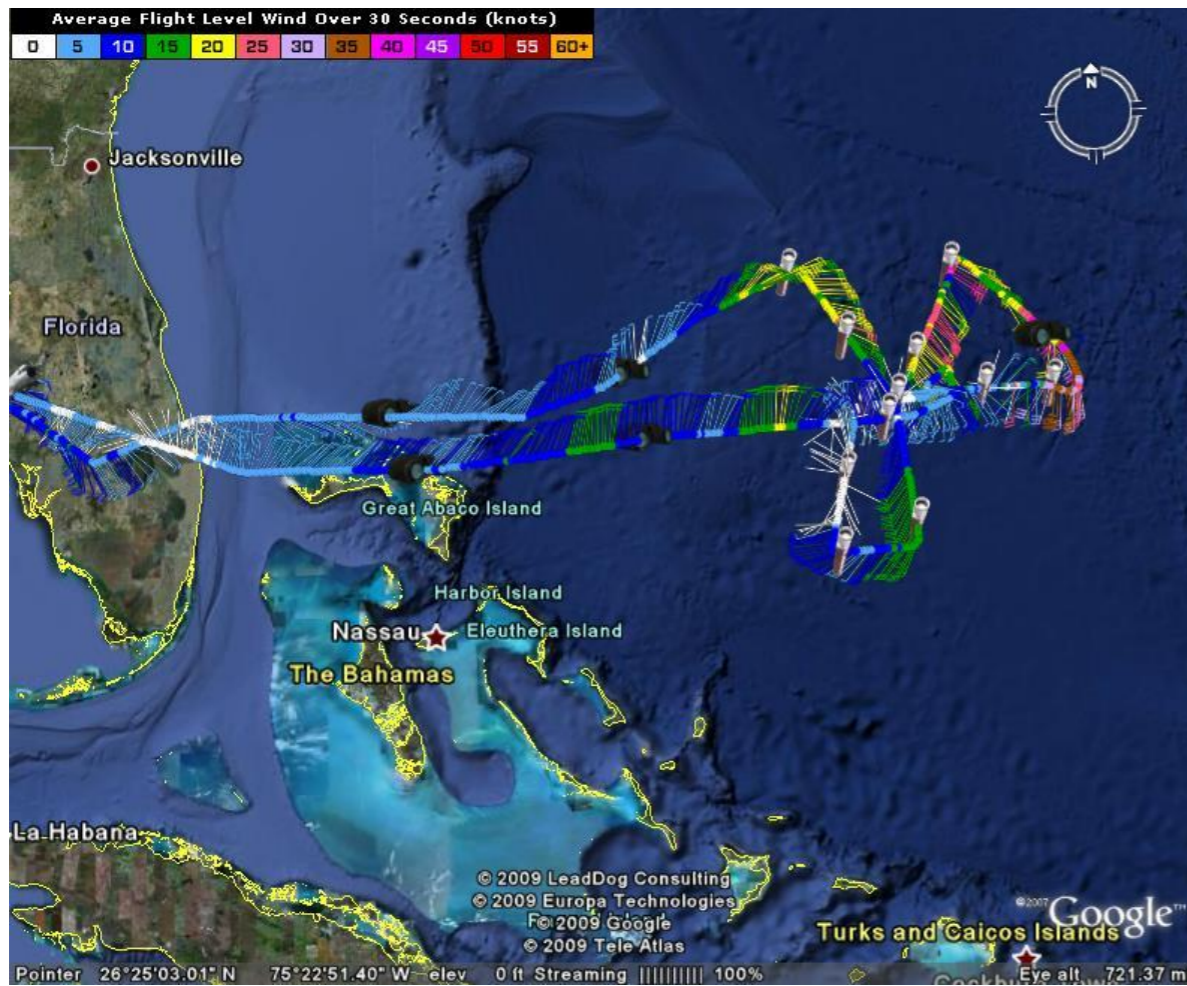 Average Flight Level Wind Over 30 Seconds (knots)
0 5 10 15 20 25 30 35 40 45 50 55 60+
N
Jacksonville
Florida
Great Abaco Island
Harbor Island
Nassau
Eleuthera Island
The Bahamas
La Habana
© 2009 LeadDog Consulting
© 2009 Europa Technologies
© 2009 Google
© 2009 Tele Atlas
©2007 Google™
Turks and Caicos Islands
Pointer 26°25'03.01" N 75°22'51.40" W elev 0 ft Streaming |||||||||| 100% Eye alt 721.37 m